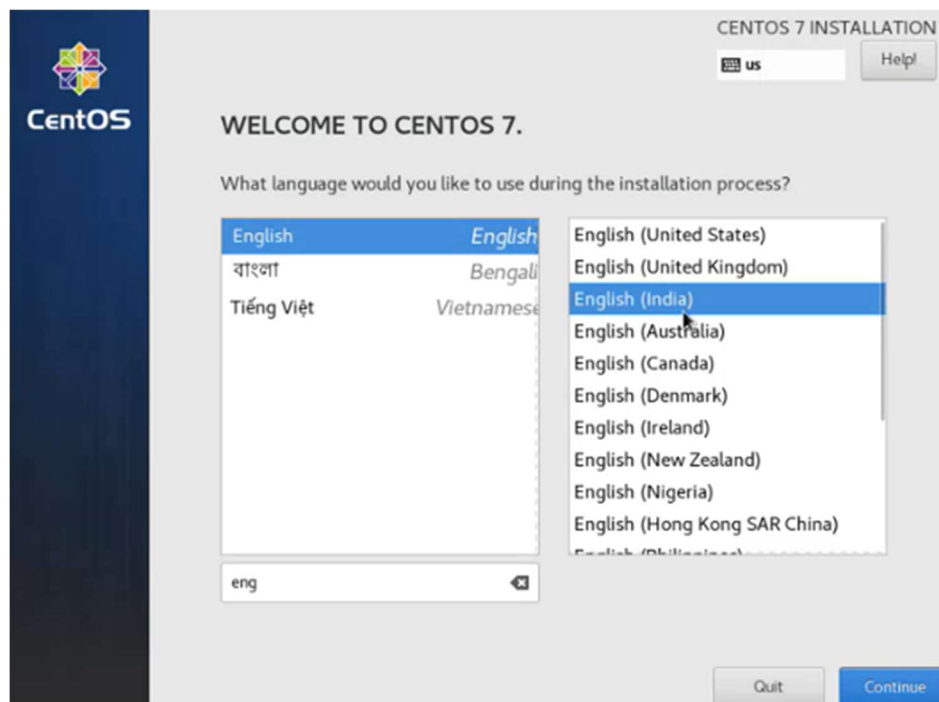 CENTOS 7 INSTALLATION
us
Help!
CentOS
WELCOME TO CENTOS 7.
What language would you like to use during the installation process?
English English
বাংলা Bengali
Tiếng Việt Vietnamese
English (United States)
English (United Kingdom)
English (India)
English (Australia)
English (Canada)
English (Denmark)
English (Ireland)
English (New Zealand)
English (Nigeria)
English (Hong Kong SAR China)
English (Philippines)
eng
Quit Continue